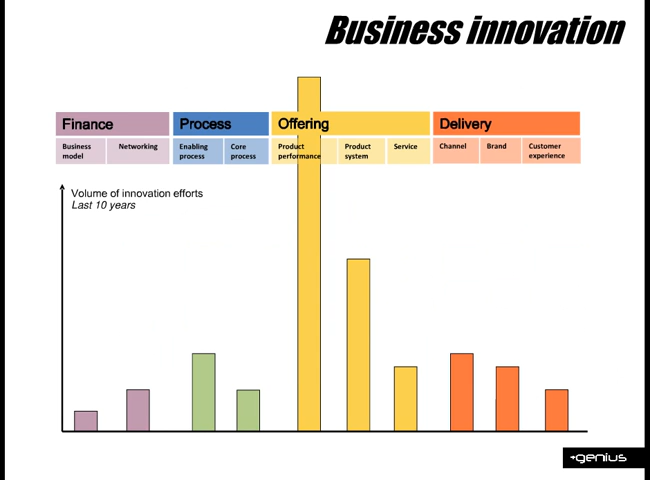 Business innovation
Finance
Process
Offering
Delivery
Business
model
Networking
Enabling
process
Core
process
Product
performance
Product
system
Service
Channel
Brand
Customer
experience
Volume of innovation efforts
Last 10 years
+genius